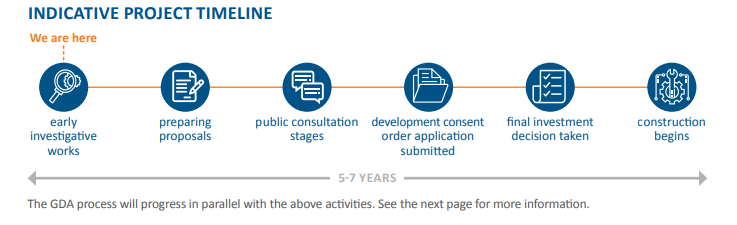 INDICATIVE PROJECT TIMELINE
We are here
early
investigative
works
preparing
proposals
public consultation
stages
development consent
order application
submitted
final investment
decision taken
construction
begins
5-7 YEARS
The GDA process will progress in parallel with the above activities. See the next page for more information.